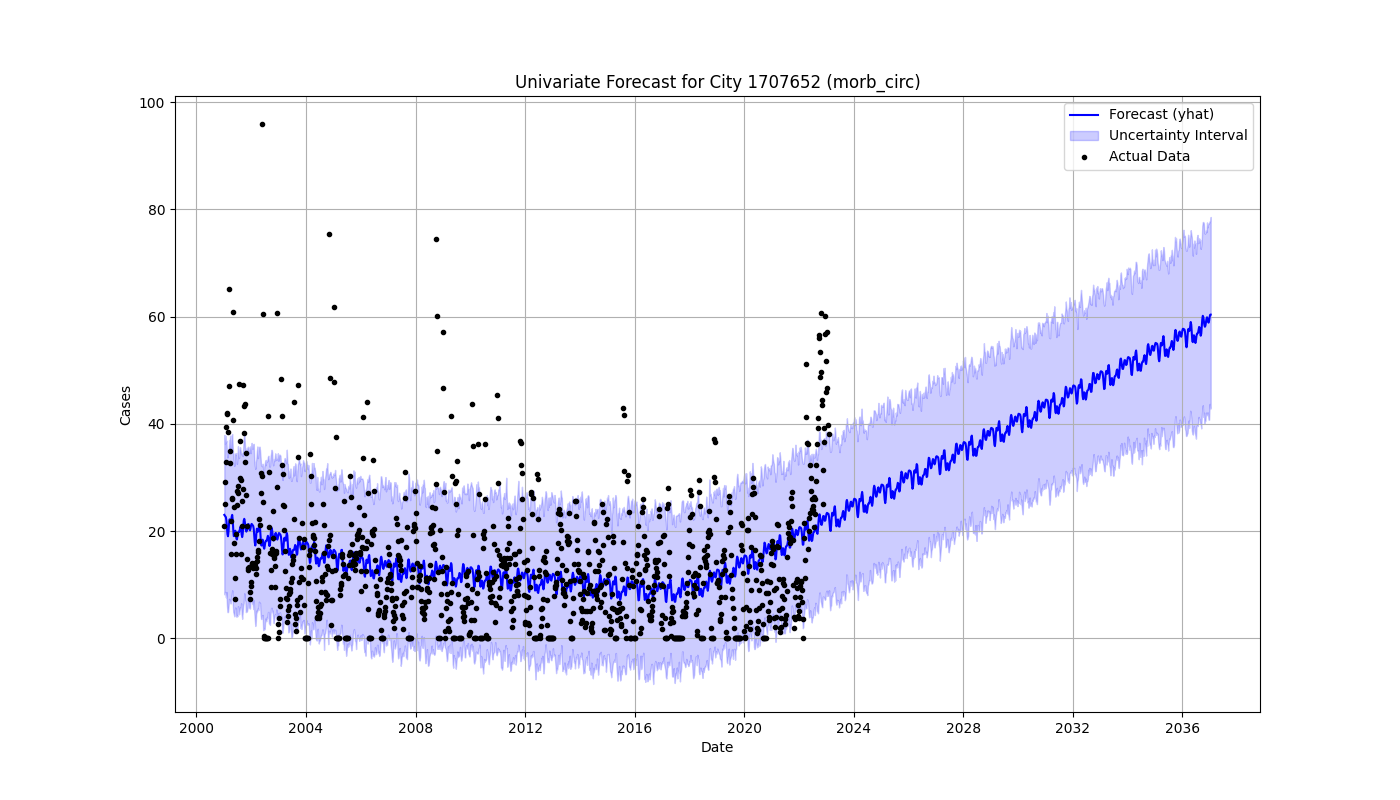 Univariate Forecast for City 1707652 (morb_circ)
Forecast (yhat)
Uncertainty Interval
Actual Data
100
80
60
40
20
0
Cases
2000 2004 2008 2012 2016 2020 2024 2028 2032 2036
Date